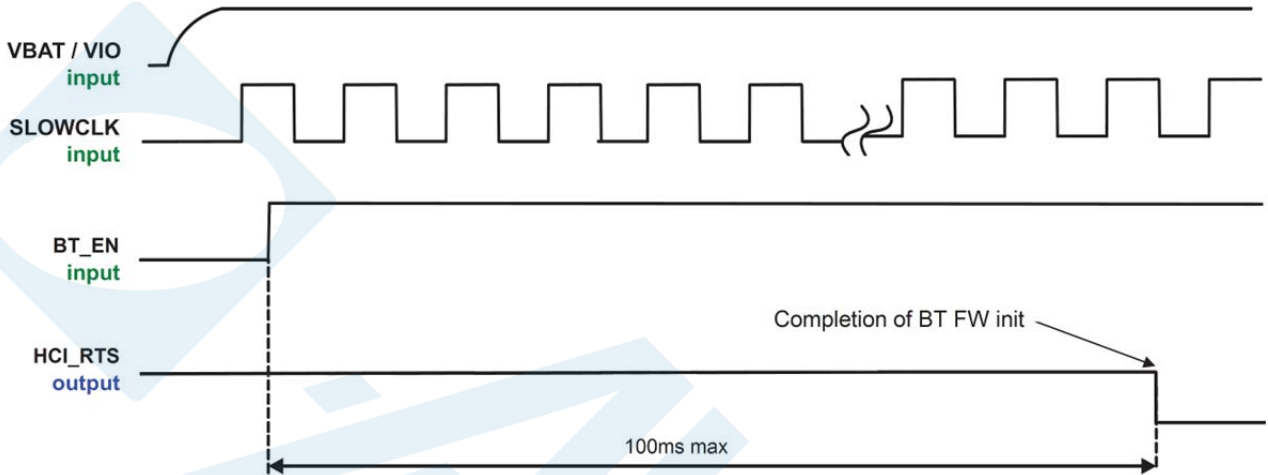 VBAT / VIO
input
SLOWCLK
input
BT_EN
input
Completion of BT FW init
HCI_RTS
output
100ms max